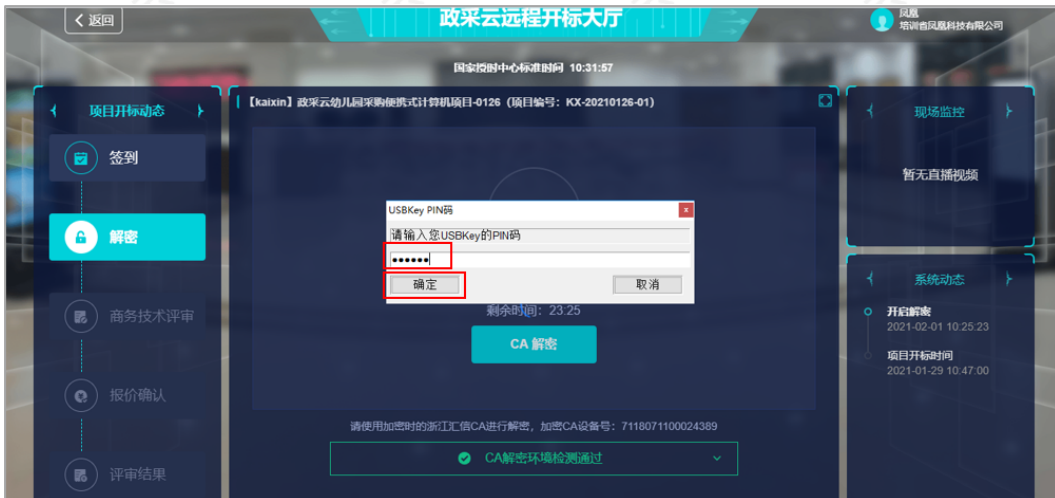 返回
政采云远程开标大厅
凤凰
培训省凤凰科技有限公司
国家授时中心标准时间 10:31:57
项目开标动态
签到
解密
商务技术评审
报价确认
评审结果
【kaixin】政采云幼儿园采购便携式计算机项目-0126（项目编号：KX-20210126-01）
USBKey PIN码
请输入您USBKey的PIN码
••••••
确定
取消
剩余时间：23:25
CA 解密
请使用加密时的浙江汇信CA进行解密，加密CA设备号：7118071100024389
CA解密环境检测通过
现场监控
暂无直播视频
系统动态
开启解密
2021-02-01 10:25:23
项目开标时间
2021-01-29 10:47:00